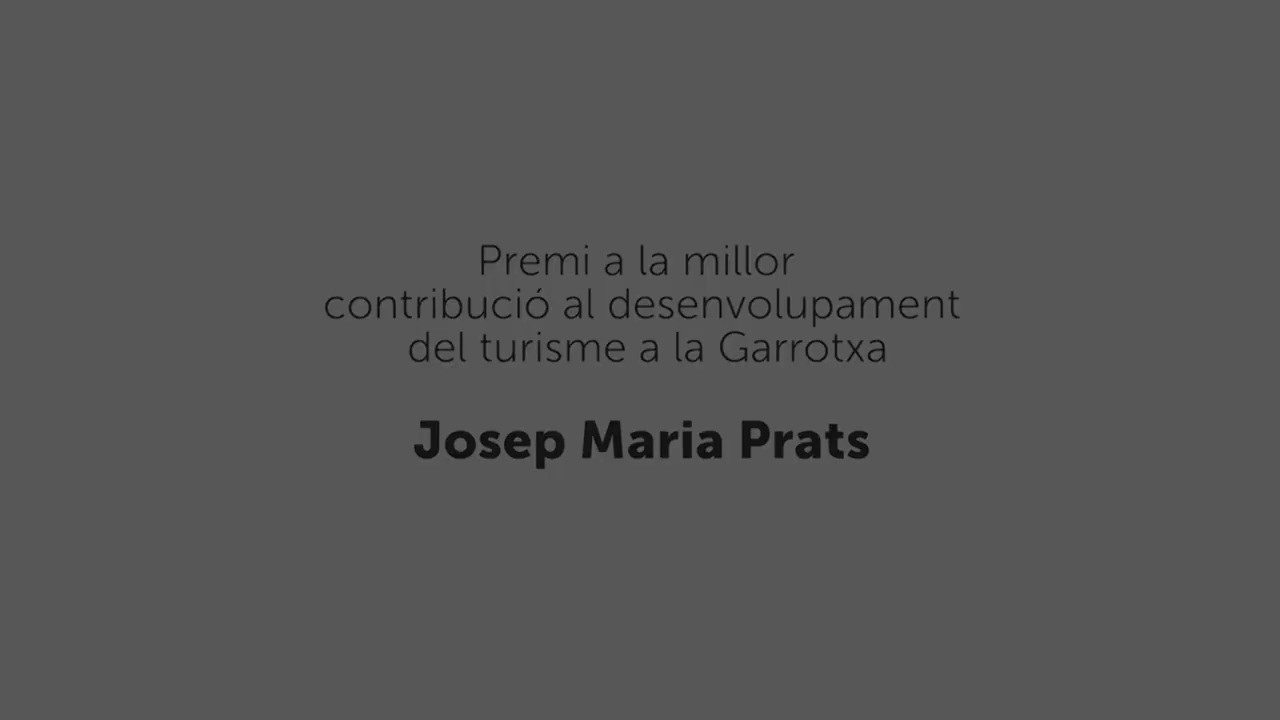 Premi a la millor
contribució al desenvolupament
del turisme a la Garrotxa
Josep Maria Prats